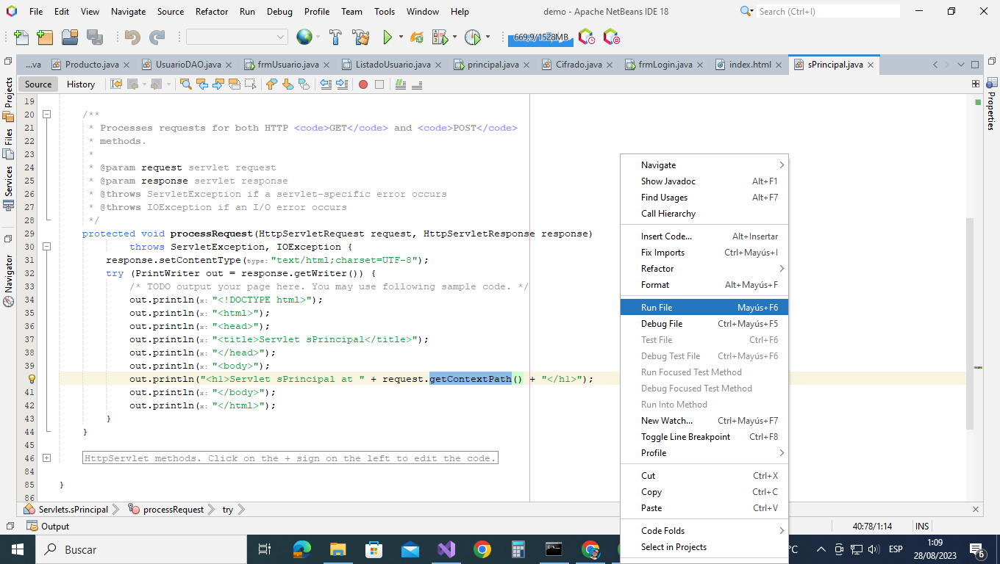 File Edit View Navigate Source Refactor Run Debug Profile Team Tools Window Help demo - Apache NetBeans IDE 18 Search (Ctrl+I)
669,9/1528MB
...va Producto.java UsuarioDAO.java frmUsuario.java ListadoUsuario.java principal.java Cifrado.java frmLogin.java index.html sPrincipal.java
Source History
Projects
Files
Services
Navigator
Properties
19
20 /**
21 * Processes requests for both HTTP <code>GET</code> and <code>POST</code>
22 * methods.
23 *
24 * @param request servlet request
25 * @param response servlet response
26 * @throws ServletException if a servlet-specific error occurs
27 * @throws IOException if an I/O error occurs
28 */
29 protected void processRequest(HttpServletRequest request, HttpServletResponse response)
30 throws ServletException, IOException {
31 response.setContentType(type: "text/html;charset=UTF-8");
32 try (PrintWriter out = response.getWriter()) {
33 /* TODO output your page here. You may use following sample code. */
34 out.println(x: "<!DOCTYPE html>");
35 out.println(x: "<html>");
36 out.println(x: "<head>");
37 out.println(x: "<title>Servlet sPrincipal</title>");
38 out.println(x: "</head>");
39 out.println(x: "<body>");
out.println("<h1>Servlet sPrincipal at " + request.getContextPath() + "</h1>");
41 out.println(x: "</body>");
42 out.println(x: "</html>");
43 }
44 }
45
46 HttpServlet methods. Click on the + sign on the left to edit the code.
84
85 }
86
Navigate
Show Javadoc Alt+F1
Find Usages Alt+F7
Call Hierarchy
Insert Code... Alt+Insertar
Fix Imports Ctrl+Mayús+I
Refactor
Format Alt+Mayús+F
Run File Mayús+F6
Debug File Ctrl+Mayús+F5
Test File Ctrl+F6
Debug Test File Ctrl+Mayús+F6
Run Focused Test Method
Debug Focused Test Method
Run Into Method
New Watch... Ctrl+Mayús+F7
Toggle Line Breakpoint Ctrl+F8
Profile
Cut Ctrl+X
Copy Ctrl+C
Paste Ctrl+V
Code Folds
Select in Projects
Servlets.sPrincipal processRequest try
Output 40:78/1:14 INS
Buscar °C ESP 1:09
28/08/2023 6